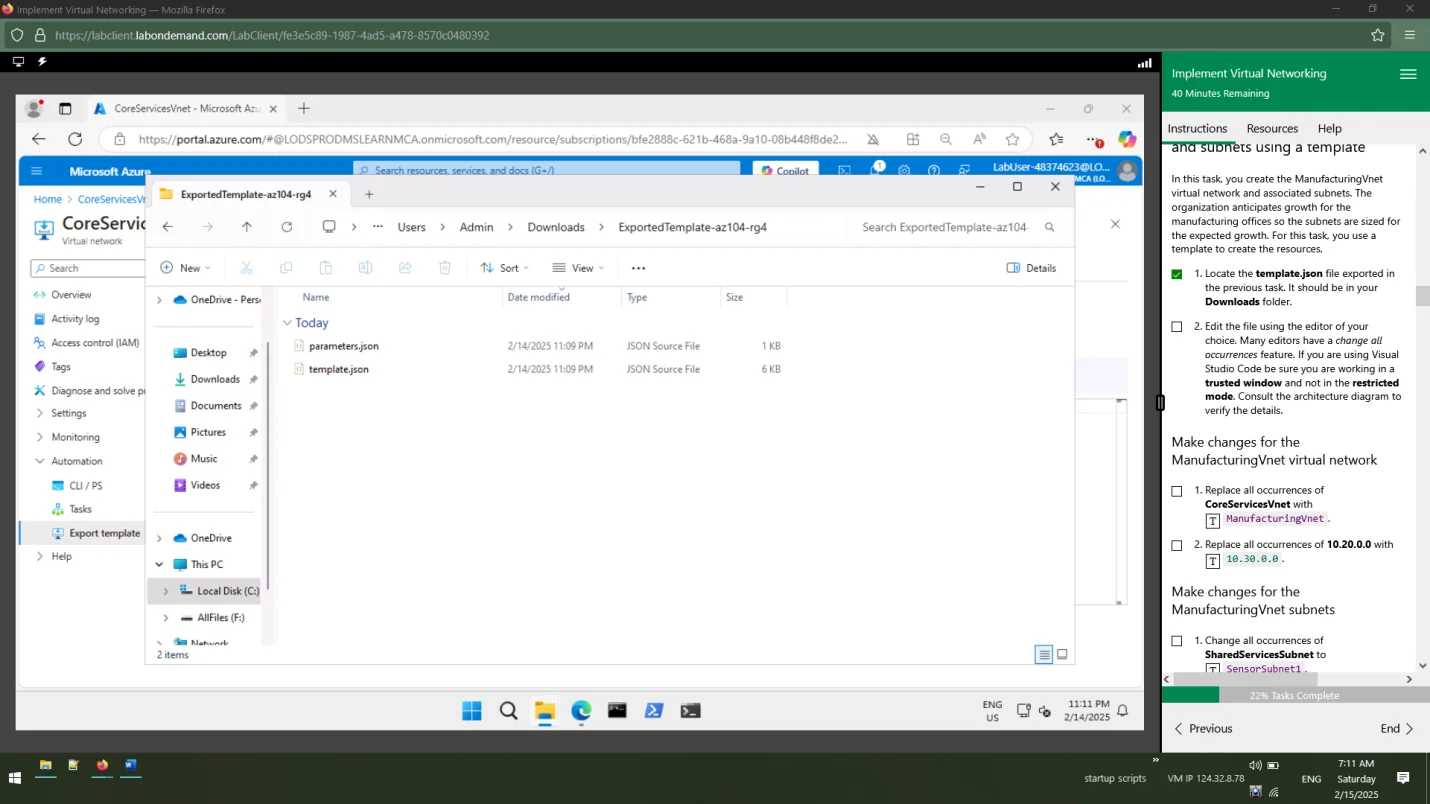 Implement Virtual Networking — Mozilla Firefox
https://labclient.labondemand.com/LabClient/fe3e5c89-1987-4ad5-a478-8570c0480392
CoreServicesVnet - Microsoft Azu
https://portal.azure.com/#@LODSPRODMSLEARNMCA.onmicrosoft.com/resource/subscriptions/bfe2888c-621b-468a-9a10-08b448f8de2...
Microsoft Azure
Search resources, services, and docs (G+/)
Copilot
1
LabUser-48374623@LO...
MCA (LO...
Home > CoreServicesV
CoreServic
Virtual network
Search
Overview
Activity log
Access control (IAM)
Tags
Diagnose and solve p
Settings
Monitoring
Automation
CLI / PS
Tasks
Export template
Help
ExportedTemplate-az104-rg4
Users > Admin > Downloads > ExportedTemplate-az104-rg4
Search ExportedTemplate-az104-
New
Sort
View
Details
OneDrive - Perso
Desktop
Downloads
Documents
Pictures
Music
Videos
OneDrive
This PC
Local Disk (C:)
AllFiles (F:)
Network
Name Date modified Type Size
Today
parameters.json 2/14/2025 11:09 PM JSON Source File 1 KB
template.json 2/14/2025 11:09 PM JSON Source File 6 KB
2 items
ENG
US
11:11 PM
2/14/2025
Implement Virtual Networking
40 Minutes Remaining
Instructions Resources Help
and subnets using a template
In this task, you create the ManufacturingVnet
virtual network and associated subnets. The
organization anticipates growth for the
manufacturing offices so the subnets are sized for
the expected growth. For this task, you use a
template to create the resources.
1. Locate the template.json file exported in
the previous task. It should be in your
Downloads folder.
2. Edit the file using the editor of your
choice. Many editors have a change all
occurrences feature. If you are using Visual
Studio Code be sure you are working in a
trusted window and not in the restricted
mode. Consult the architecture diagram to
verify the details.
Make changes for the
ManufacturingVnet virtual network
1. Replace all occurrences of
CoreServicesVnet with
T ManufacturingVnet .
2. Replace all occurrences of 10.20.0.0 with
T 10.30.0.0 .
Make changes for the
ManufacturingVnet subnets
1. Change all occurrences of
SharedServicesSubnet to
T SensorSubnet1 .
22% Tasks Complete
Previous
End
startup scripts
VM IP 124.32.8.78
ENG
7:11 AM
Saturday
2/15/2025